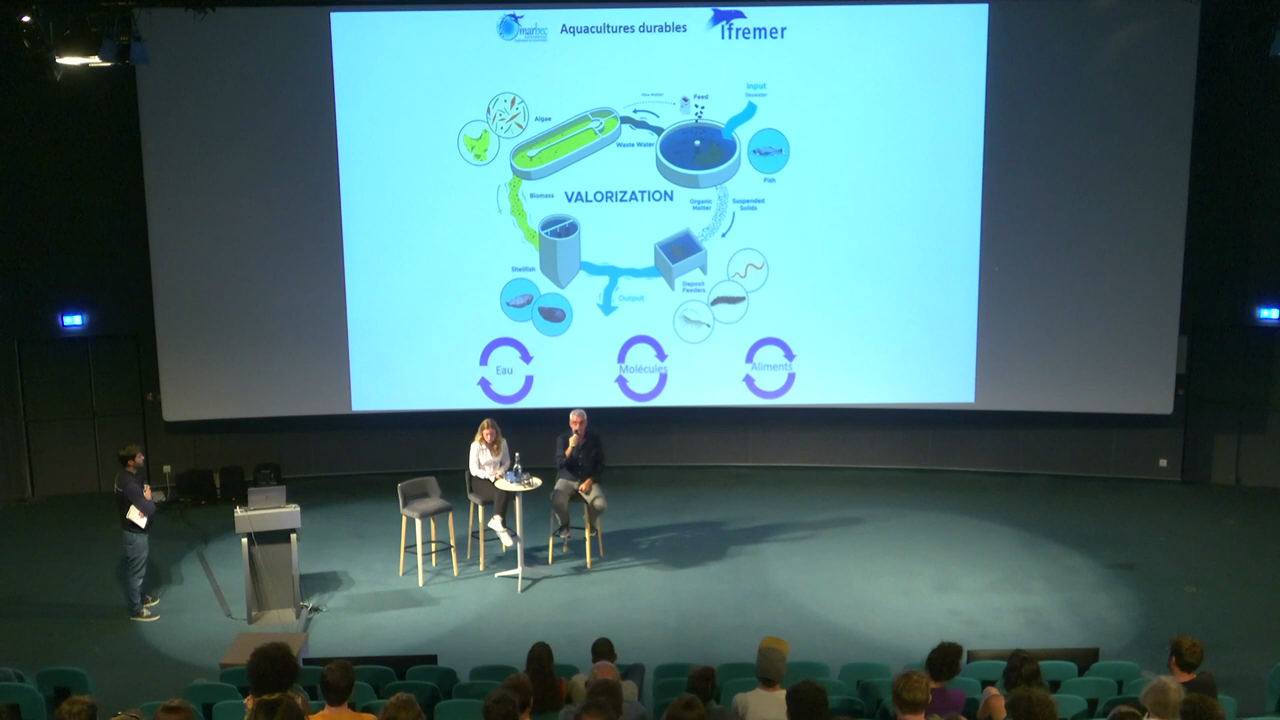 marbec
Aquacultures durables
Ifremer
Input
Seawater
Feed
Algae
Waste Water
Fish
Biomass
VALORIZATION
Organic
Matter
Suspended
Solids
Shellfish
Deposit
Feeders
Output
Eau
Molécules
Aliments